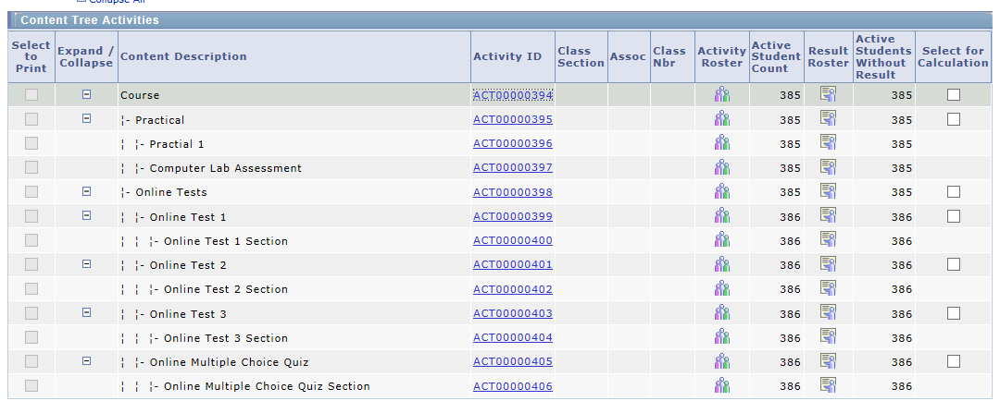 Collapse All
Content Tree Activities
Select to Print Expand / Collapse Content Description Activity ID Class Section Assoc Class Nbr Activity Roster Active Student Count Result Roster Active Students Without Result Select for Calculation
Course ACT00000394 385 385
¦- Practical ACT00000395 385 385
¦ ¦- Practial 1 ACT00000396 385 385
¦ ¦- Computer Lab Assessment ACT00000397 385 385
¦- Online Tests ACT00000398 385 385
¦ ¦- Online Test 1 ACT00000399 386 386
¦ ¦ ¦- Online Test 1 Section ACT00000400 386 386
¦ ¦- Online Test 2 ACT00000401 386 386
¦ ¦ ¦- Online Test 2 Section ACT00000402 386 386
¦ ¦- Online Test 3 ACT00000403 386 386
¦ ¦ ¦- Online Test 3 Section ACT00000404 386 386
¦ ¦- Online Multiple Choice Quiz ACT00000405 386 386
¦ ¦ ¦- Online Multiple Choice Quiz Section ACT00000406 386 386